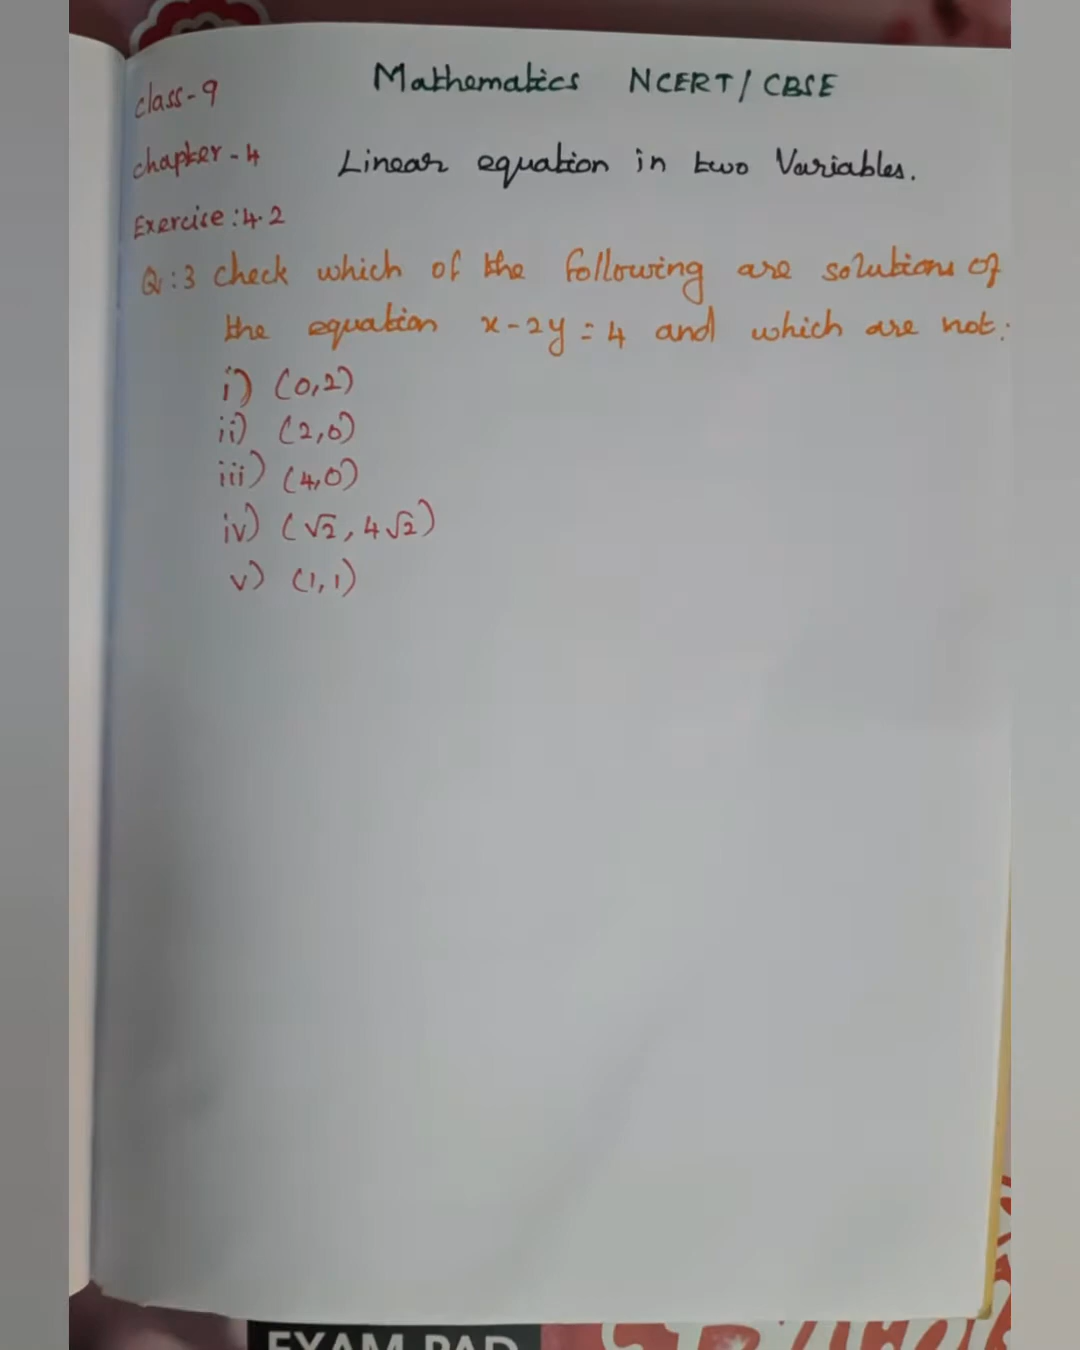 Mathematics NCERT/CBSE
class-9
chapter-4 Linear equation in two Variables.
Exercise:4.2
Q:3 check which of the following are solutions of
the equation x-2y=4 and which are not:
i) (0,2)
ii) (2,0)
iii) (4,0)
iv) (√2, 4√2)
v) (1,1)
EXAM PAD